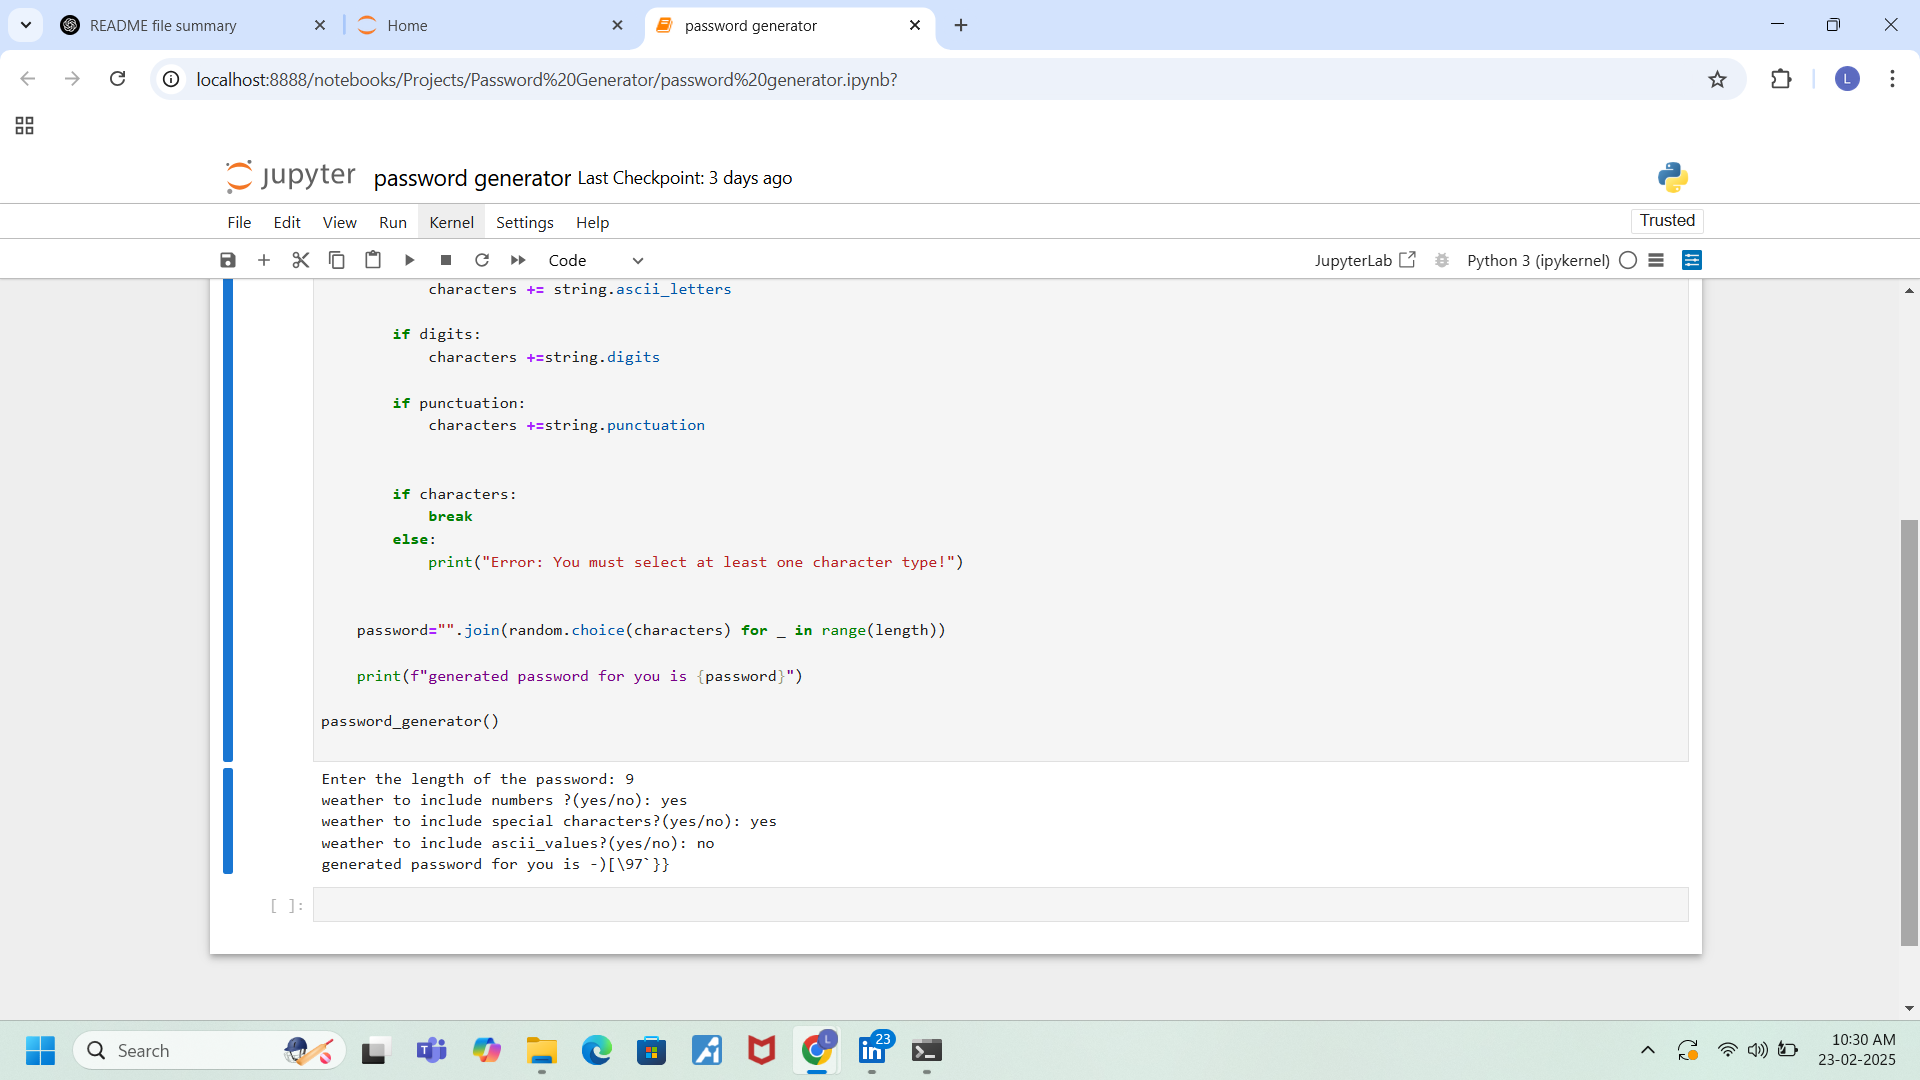 README file summary
Home
password generator
localhost:8888/notebooks/Projects/Password%20Generator/password%20generator.ipynb?
L
jupyter password generator Last Checkpoint: 3 days ago
File Edit View Run Kernel Settings Help
Trusted
Code
JupyterLab
Python 3 (ipykernel)
characters += string.ascii_letters
if digits:
characters +=string.digits
if punctuation:
characters +=string.punctuation
if characters:
break
else:
print("Error: You must select at least one character type!")
password="".join(random.choice(characters) for _ in range(length))
print(f"generated password for you is {password}")
password_generator()
Enter the length of the password: 9
weather to include numbers ?(yes/no): yes
weather to include special characters?(yes/no): yes
weather to include ascii_values?(yes/no): no
generated password for you is -)[\97`}}
[ ]:
Search
L
23
10:30 AM
23-02-2025